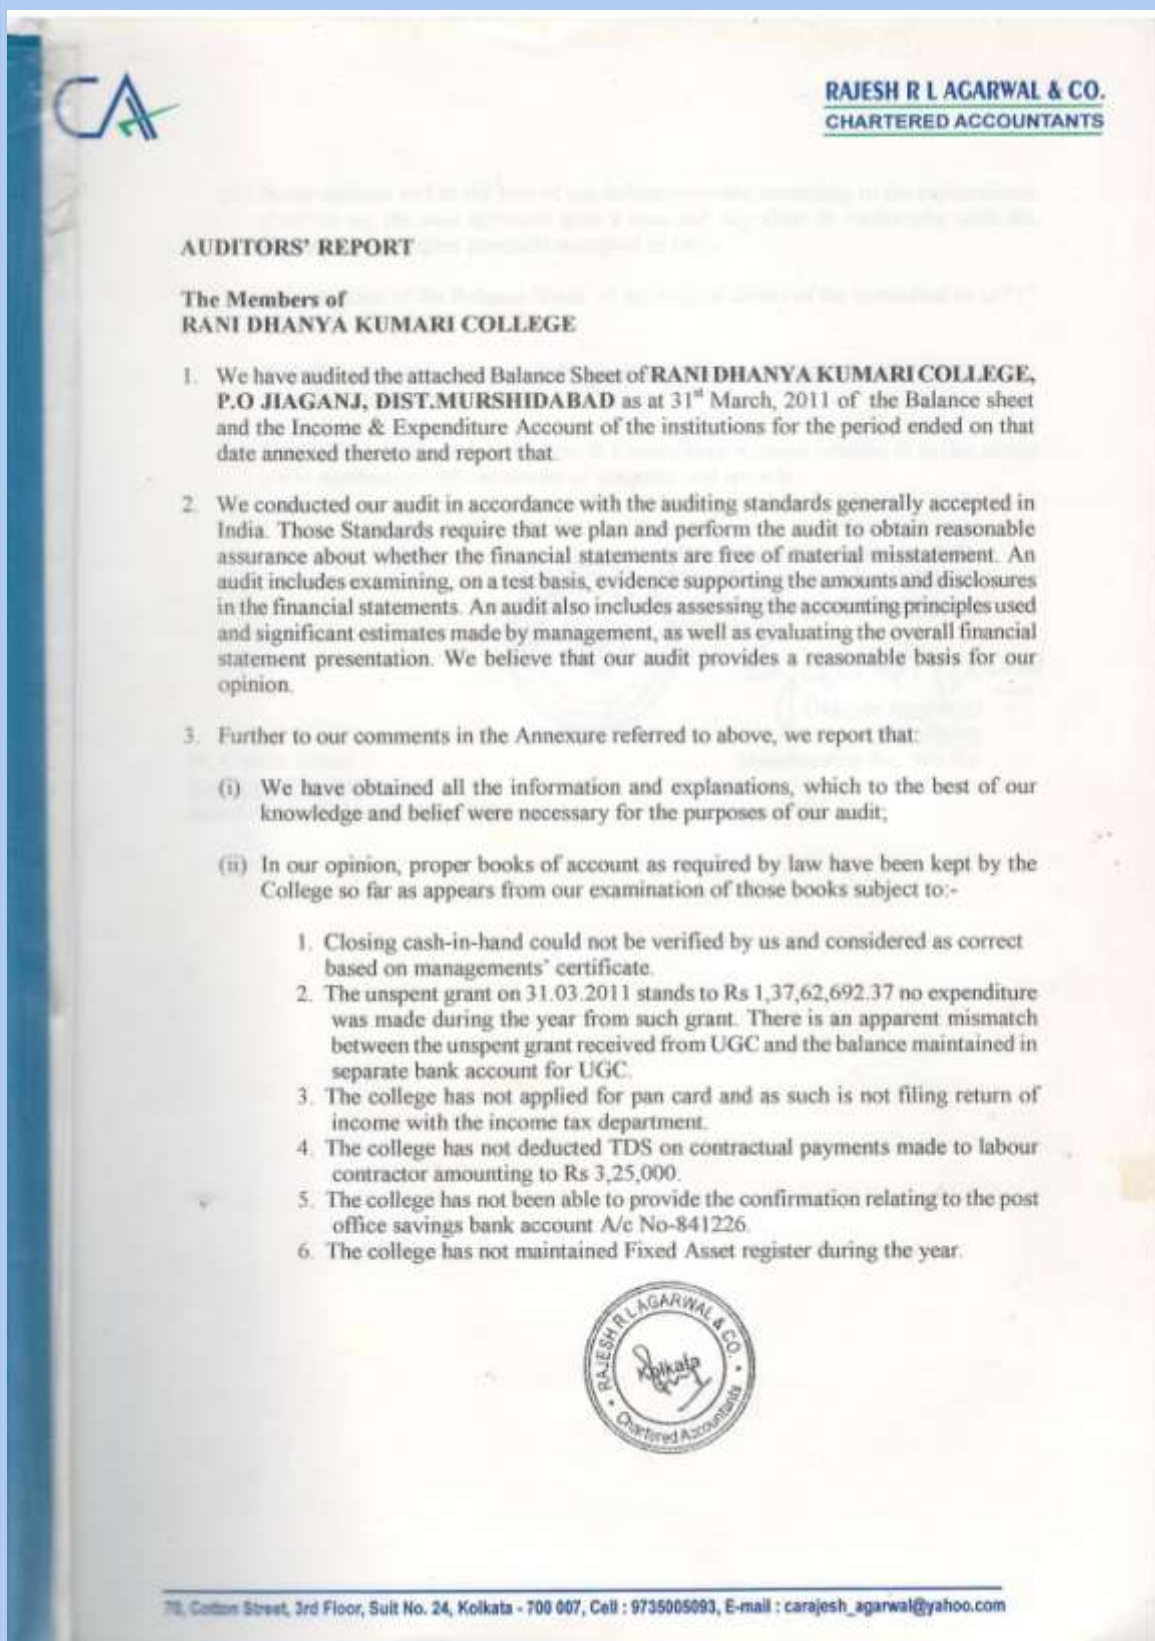 CA
RAJESH R L AGARWAL & CO.
CHARTERED ACCOUNTANTS
AUDITORS' REPORT
The Members of
RANI DHANYA KUMARI COLLEGE
1. We have audited the attached Balance Sheet of RANI DHANYA KUMARI COLLEGE,
P.O JIAGANJ, DIST.MURSHIDABAD as at 31st March, 2011 of the Balance sheet
and the Income & Expenditure Account of the institutions for the period ended on that
date annexed thereto and report that.
2. We conducted our audit in accordance with the auditing standards generally accepted in
India. Those Standards require that we plan and perform the audit to obtain reasonable
assurance about whether the financial statements are free of material misstatement. An
audit includes examining, on a test basis, evidence supporting the amounts and disclosures
in the financial statements. An audit also includes assessing the accounting principles used
and significant estimates made by management, as well as evaluating the overall financial
statement presentation. We believe that our audit provides a reasonable basis for our
opinion.
3. Further to our comments in the Annexure referred to above, we report that:
(i) We have obtained all the information and explanations, which to the best of our
knowledge and belief were necessary for the purposes of our audit;
(ii) In our opinion, proper books of account as required by law have been kept by the
College so far as appears from our examination of those books subject to:-
1. Closing cash-in-hand could not be verified by us and considered as correct
based on managements' certificate.
2. The unspent grant on 31.03.2011 stands to Rs 1,37,62,692.37 no expenditure
was made during the year from such grant. There is an apparent mismatch
between the unspent grant received from UGC and the balance maintained in
separate bank account for UGC.
3. The college has not applied for pan card and as such is not filing return of
income with the income tax department.
4. The college has not deducted TDS on contractual payments made to labour
contractor amounting to Rs 3,25,000.
5. The college has not been able to provide the confirmation relating to the post
office savings bank account A/c No-841226.
6. The college has not maintained Fixed Asset register during the year.
RAJESH R L AGARWAL & CO.
Kolkata
Chartered Accountants
Cotton Street, 3rd Floor, Suit No. 24, Kolkata - 700 007, Cell : 9735005093, E-mail : carajesh_agarwal@yahoo.com